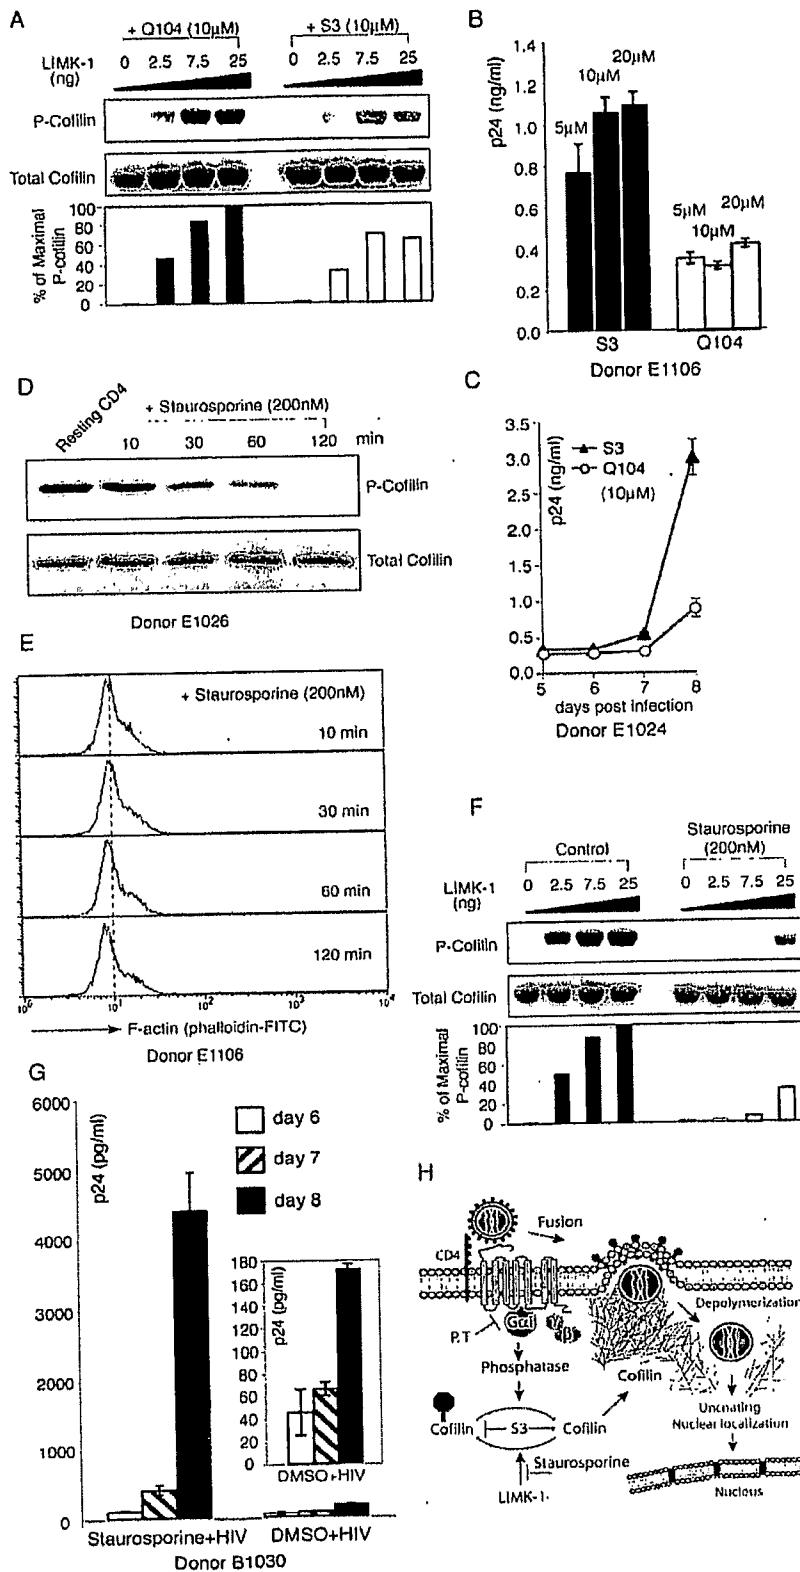 A
+ Q104 (10µM)
+ S3 (10µM)
LIMK-1 (ng)
0 2.5 7.5 25
0 2.5 7.5 25
P-Cofilin
Total Cofilin
% of Maximal P-cofilin
100
80
60
40
20
0
B
p24 (ng/ml)
1.4
1.2
1.0
0.8
0.6
0.4
0.2
0.0
5µM
10µM
20µM
5µM
10µM
20µM
S3
Q104
Donor E1106
D
Resting CD4
+ Staurosporine (200nM)
10 30 60 120 min
P-Cofilin
Total Cofilin
Donor E1026
C
p24 (ng/ml)
3.5
3.0
2.5
2.0
1.5
1.0
0.5
0.0
S3
Q104
(10µM)
5 6 7 8
days post infection
Donor E1024
E
+ Staurosporine (200nM)
10 min
30 min
60 min
120 min
10⁰ 10¹ 10² 10³ 10⁴
F-actin (phalloidin-FITC)
Donor E1106
F
Control
Staurosporine (200nM)
LIMK-1 (ng)
0 2.5 7.5 25
0 2.5 7.5 25
P-Cofilin
Total Cofilin
% of Maximal P-cofilin
100
80
60
40
20
0
G
p24 (pg/ml)
6000
5000
4000
3000
2000
1000
0
day 6
day 7
day 8
p24 (pg/ml)
180
160
140
120
100
80
60
40
20
0
DMSO+HIV
Staurosporine+HIV
DMSO+HIV
Donor B1030
H
Fusion
CD4
Gαi
γ
β
P.T
Depolymerization
Phosphatase
Cofilin
Uncoating
Nuclear localization
Cofilin
S3
Cofilin
Staurosporine
LIMK-1
Nucleus